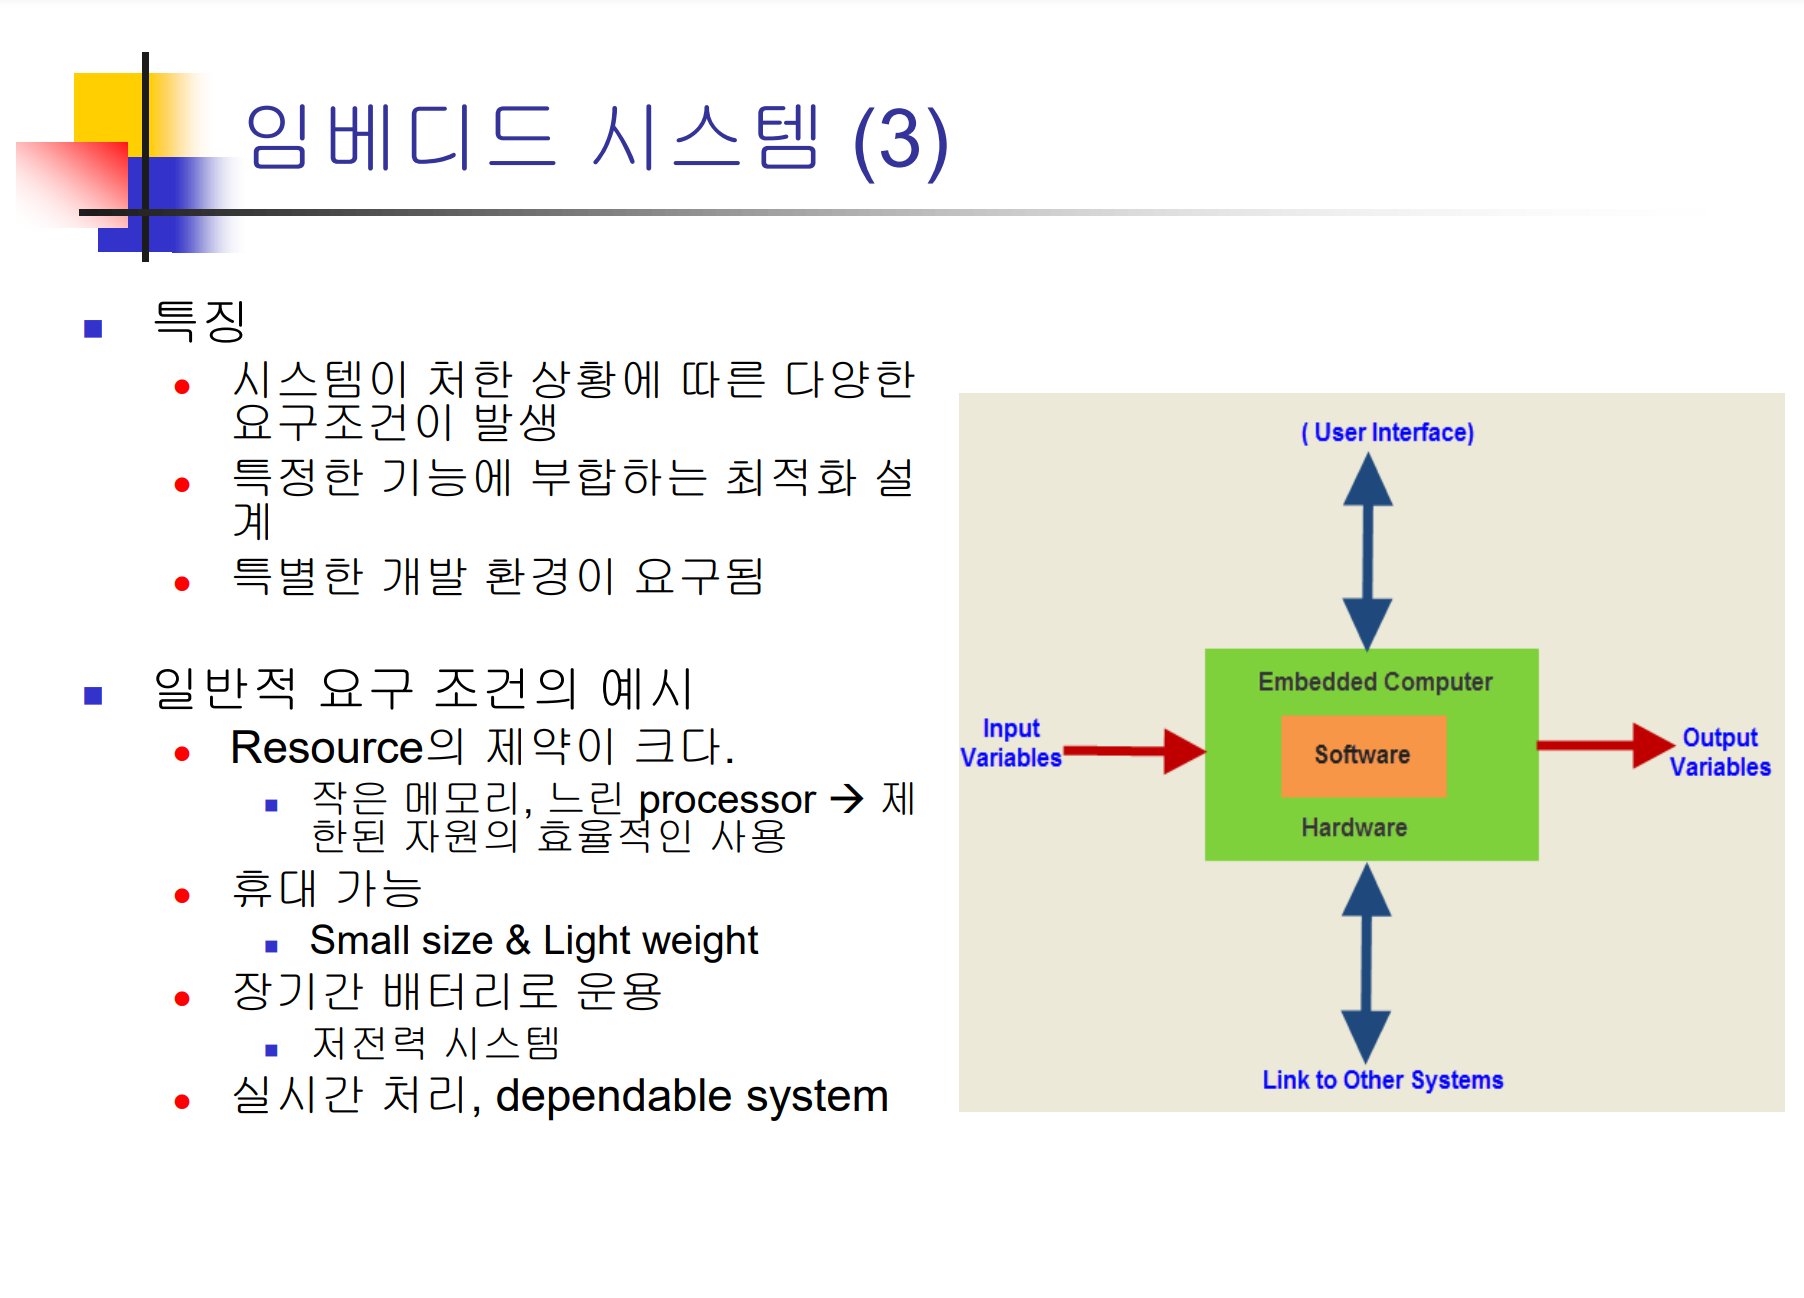 임베디드 시스템 (3)
특징
시스템이 처한 상황에 따른 다양한
요구조건이 발생
특정한 기능에 부합하는 최적화 설
계
특별한 개발 환경이 요구됨
일반적 요구 조건의 예시
Resource의 제약이 크다.
작은 메모리, 느린 processor → 제
한된 자원의 효율적인 사용
휴대 가능
Small size & Light weight
장기간 배터리로 운용
저전력 시스템
실시간 처리, dependable system
( User Interface)
Embedded Computer
Software
Hardware
Input
Variables
Output
Variables
Link to Other Systems